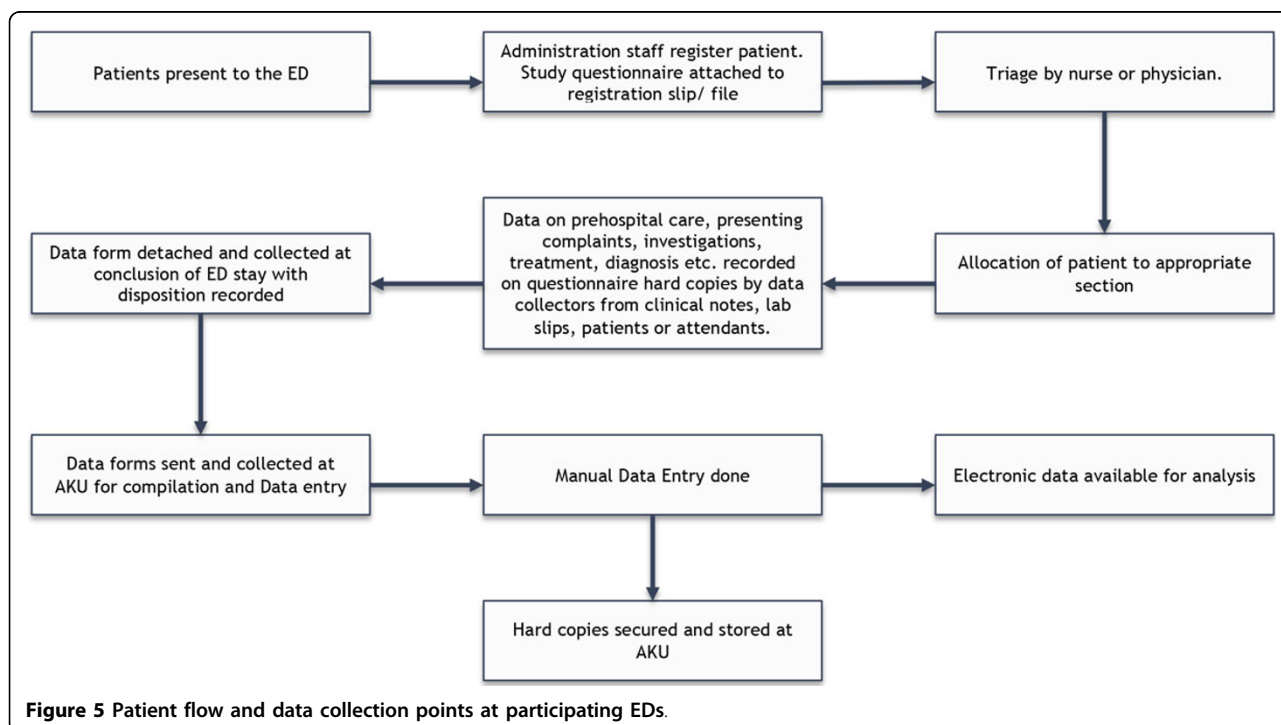 Patients present to the ED
Administration staff register patient.
Study questionnaire attached to
registration slip/ file
Triage by nurse or physician.
Allocation of patient to appropriate
section
Data on prehospital care, presenting
complaints, investigations,
treatment, diagnosis etc. recorded
on questionnaire hard copies by data
collectors from clinical notes, lab
slips, patients or attendants.
Data form detached and collected at
conclusion of ED stay with
disposition recorded
Data forms sent and collected at
AKU for compilation and Data entry
Manual Data Entry done
Electronic data available for analysis
Hard copies secured and stored at
AKU
Figure 5 Patient flow and data collection points at participating EDs.